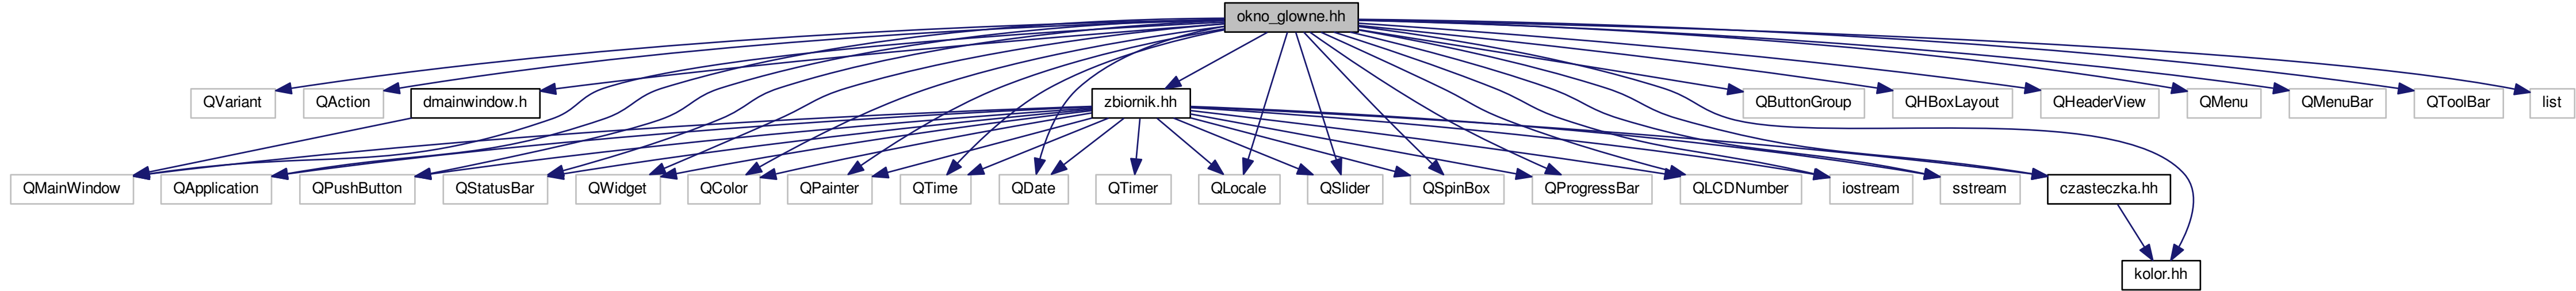 okno_glowne.hh
QVariant
QAction
dmainwindow.h
zbiornik.hh
QButtonGroup
QHBoxLayout
QHeaderView
QMenu
QMenuBar
QToolBar
list
QMainWindow
QApplication
QPushButton
QStatusBar
QWidget
QColor
QPainter
QTime
QDate
QTimer
QLocale
QSlider
QSpinBox
QProgressBar
QLCDNumber
iostream
sstream
czasteczka.hh
kolor.hh